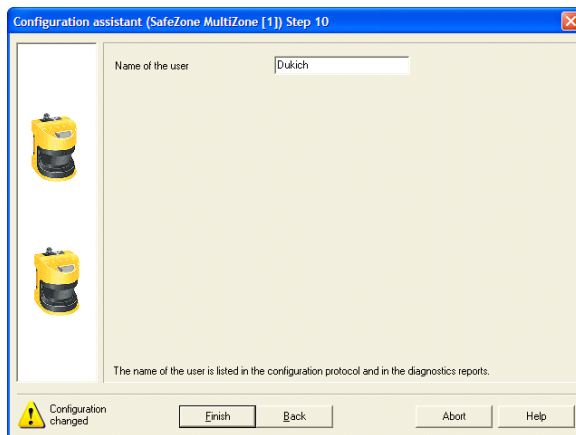 Configuration assistant (SafeZone MultiZone [1]) Step 10
Name of the user
Dukich
The name of the user is listed in the configuration protocol and in the diagnostics reports.
Configuration
changed
Finish
Back
Abort
Help